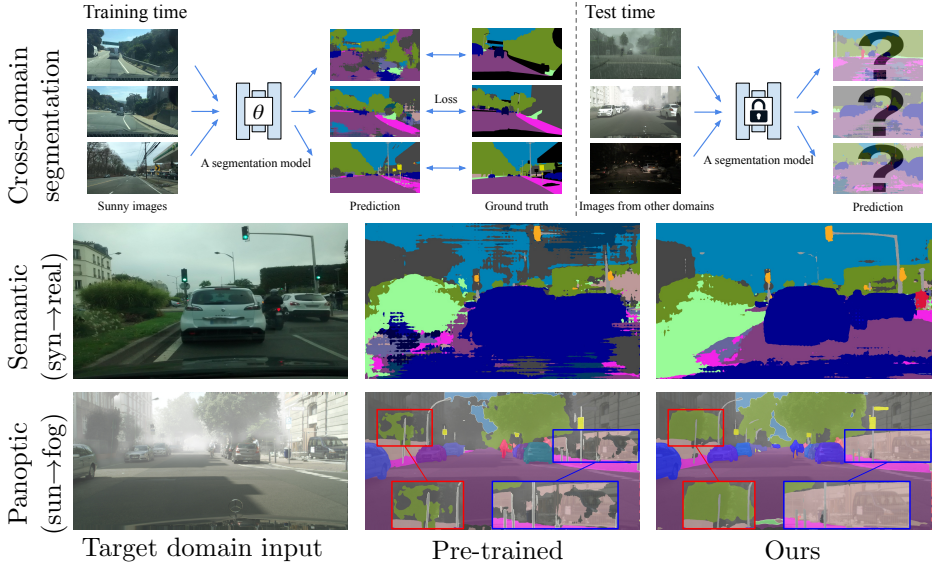 Training time
Test time
Cross-domain
segmentation
θ
Loss
A segmentation model
A segmentation model
Sunny images
Prediction
Ground truth
Images from other domains
Prediction
?
?
?
Semantic
(syn→real)
Panoptic
(sun→fog)
Target domain input
Pre-trained
Ours